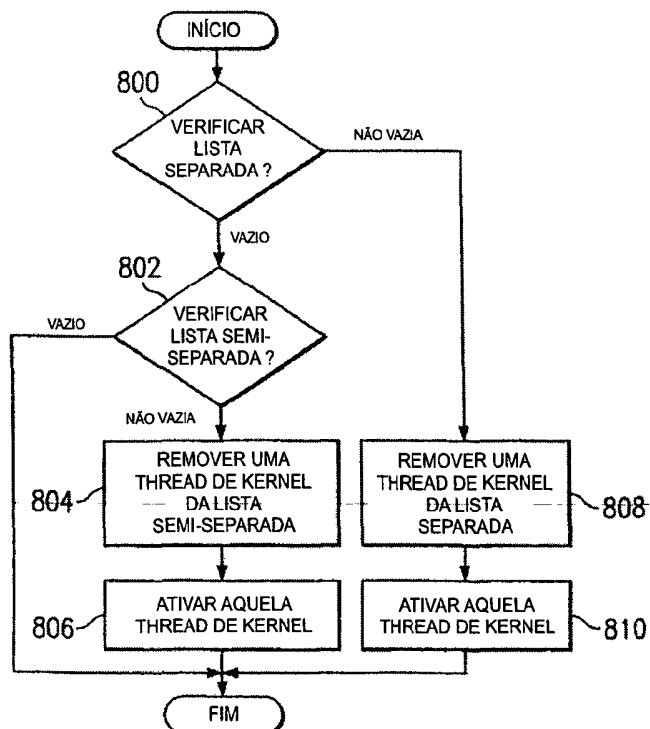 INÍCIO
800
VERIFICAR
LISTA
SEPARADA ?
NÃO VAZIA
VAZIO
802
VERIFICAR
LISTA SEMI-
SEPARADA ?
VAZIO
NÃO VAZIA
804
REMOVER UMA
THREAD DE KERNEL
DA LISTA
SEMI-SEPARADA
REMOVER UMA
THREAD DE KERNEL
DA LISTA
SEPARADA
808
806
ATIVAR AQUELA
THREAD DE KERNEL
ATIVAR AQUELA
THREAD DE KERNEL
810
FIM